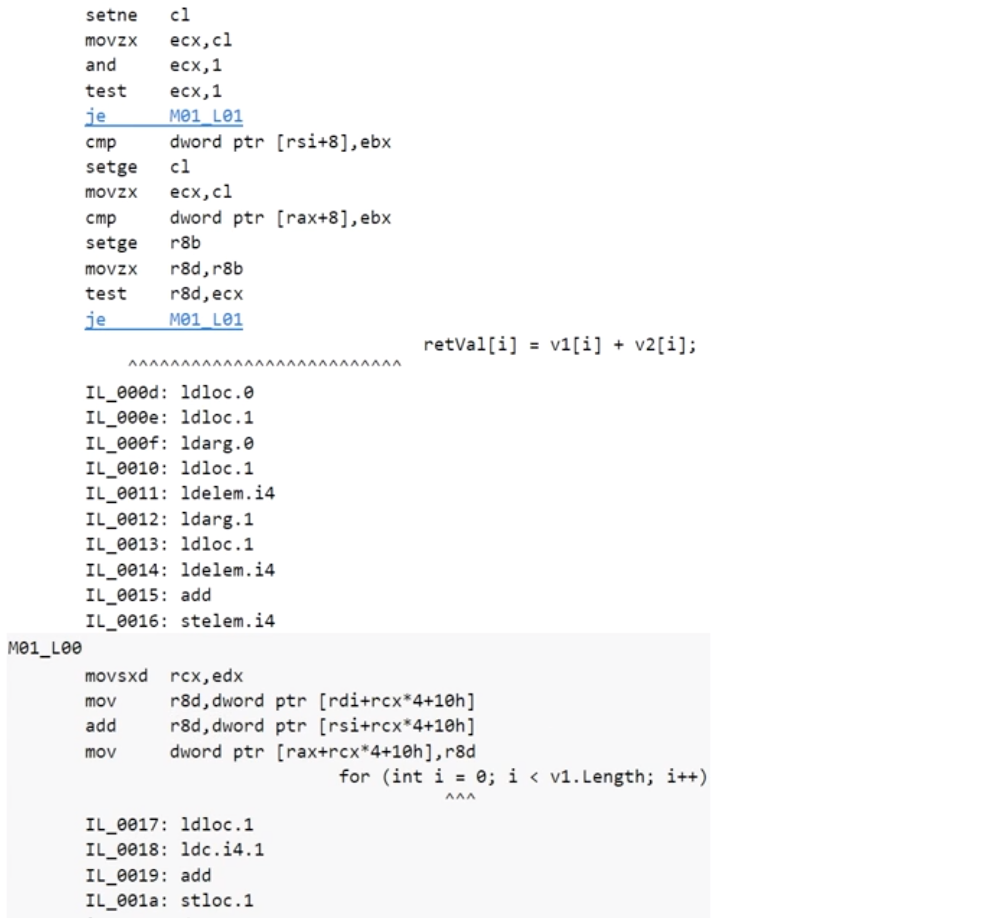 setne cl
movzx ecx,cl
and ecx,1
test ecx,1
je M01_L01
cmp dword ptr [rsi+8],ebx
setge cl
movzx ecx,cl
cmp dword ptr [rax+8],ebx
setge r8b
movzx r8d,r8b
test r8d,ecx
je M01_L01
retVal[i] = v1[i] + v2[i];
^^^^^^^^^^^^^^^^^^^^^^^^^^
IL_000d: ldloc.0
IL_000e: ldloc.1
IL_000f: ldarg.0
IL_0010: ldloc.1
IL_0011: ldelem.i4
IL_0012: ldarg.1
IL_0013: ldloc.1
IL_0014: ldelem.i4
IL_0015: add
IL_0016: stelem.i4
M01_L00
movsxd rcx,edx
mov r8d,dword ptr [rdi+rcx*4+10h]
add r8d,dword ptr [rsi+rcx*4+10h]
mov dword ptr [rax+rcx*4+10h],r8d
for (int i = 0; i < v1.Length; i++)
^^^
IL_0017: ldloc.1
IL_0018: ldc.i4.1
IL_0019: add
IL_001a: stloc.1